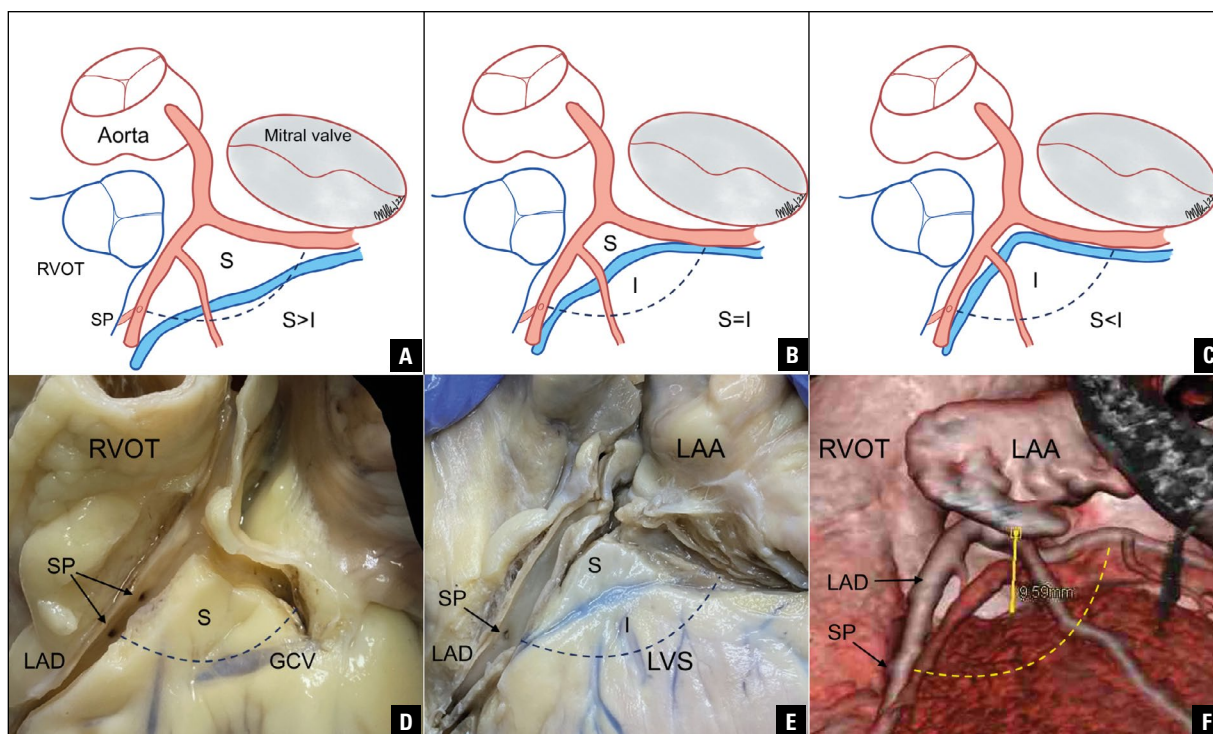 Aorta
Mitral valve
RVOT
S
SP
S>I
A
S
I
S=I
B
I
S<I
C
RVOT
SP
S
LAD
GCV
D
LAA
S
SP
I
LAD
LVS
E
RVOT
LAA
LAD
9.59mm
SP
F